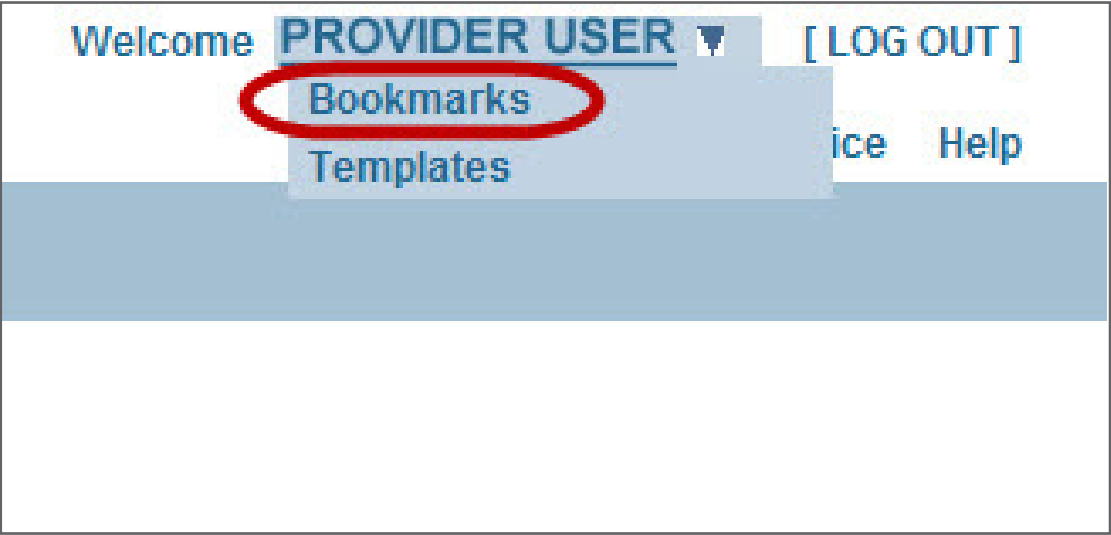 Welcome PROVIDER USER ▼ [ LOG OUT ]
Bookmarks
ice Help
Templates